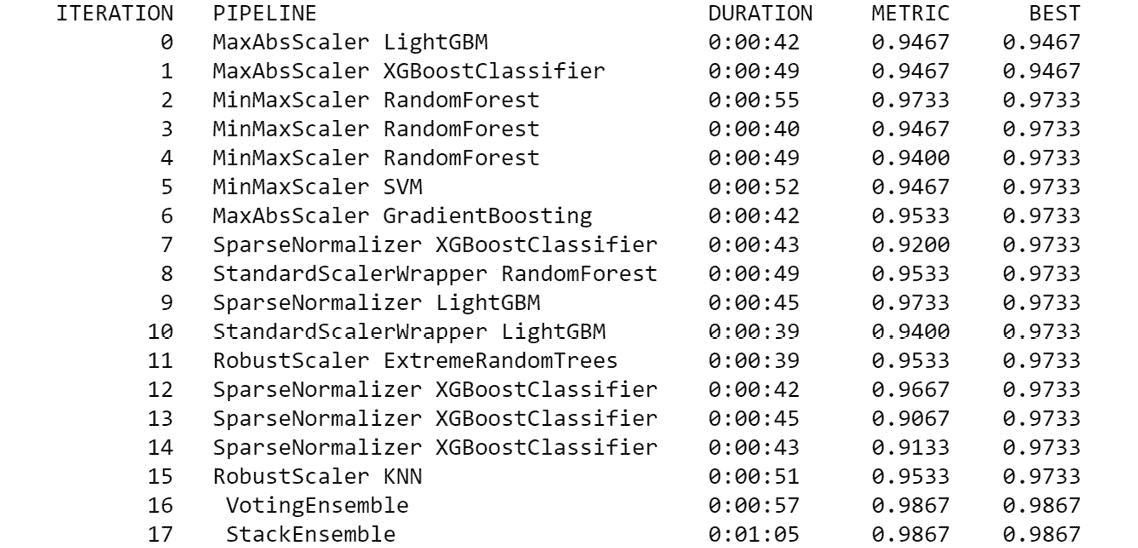 ITERATION PIPELINE DURATION METRIC BEST
0 MaxAbsScaler LightGBM 0:00:42 0.9467 0.9467
1 MaxAbsScaler XGBoostClassifier 0:00:49 0.9467 0.9467
2 MinMaxScaler RandomForest 0:00:55 0.9733 0.9733
3 MinMaxScaler RandomForest 0:00:40 0.9467 0.9733
4 MinMaxScaler RandomForest 0:00:49 0.9400 0.9733
5 MinMaxScaler SVM 0:00:52 0.9467 0.9733
6 MaxAbsScaler GradientBoosting 0:00:42 0.9533 0.9733
7 SparseNormalizer XGBoostClassifier 0:00:43 0.9200 0.9733
8 StandardScalerWrapper RandomForest 0:00:49 0.9533 0.9733
9 SparseNormalizer LightGBM 0:00:45 0.9733 0.9733
10 StandardScalerWrapper LightGBM 0:00:39 0.9400 0.9733
11 RobustScaler ExtremeRandomTrees 0:00:39 0.9533 0.9733
12 SparseNormalizer XGBoostClassifier 0:00:42 0.9667 0.9733
13 SparseNormalizer XGBoostClassifier 0:00:45 0.9067 0.9733
14 SparseNormalizer XGBoostClassifier 0:00:43 0.9133 0.9733
15 RobustScaler KNN 0:00:51 0.9533 0.9733
16 VotingEnsemble 0:00:57 0.9867 0.9867
17 StackEnsemble 0:01:05 0.9867 0.9867